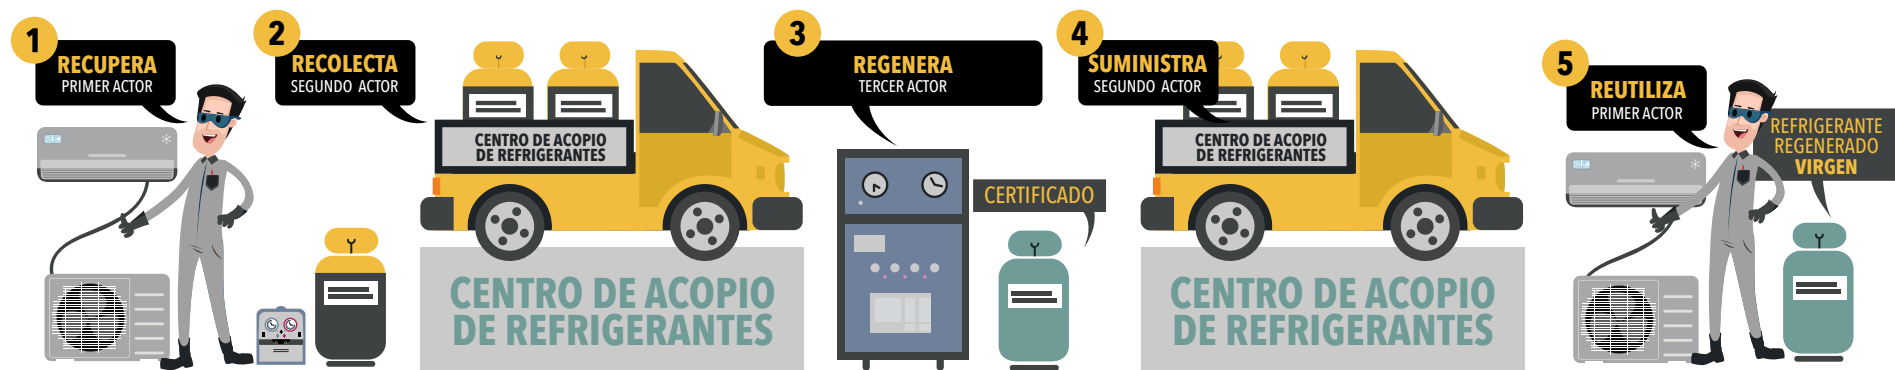 1
RECUPERA
PRIMER ACTOR
2
RECOLECTA
SEGUNDO ACTOR
CENTRO DE ACOPIO
DE REFRIGERANTES
CENTRO DE ACOPIO
DE REFRIGERANTES
3
REGENERA
TERCER ACTOR
CERTIFICADO
4
SUMINISTRA
SEGUNDO ACTOR
CENTRO DE ACOPIO
DE REFRIGERANTES
CENTRO DE ACOPIO
DE REFRIGERANTES
5
REUTILIZA
PRIMER ACTOR
REFRIGERANTE
REGENERADO
VIRGEN